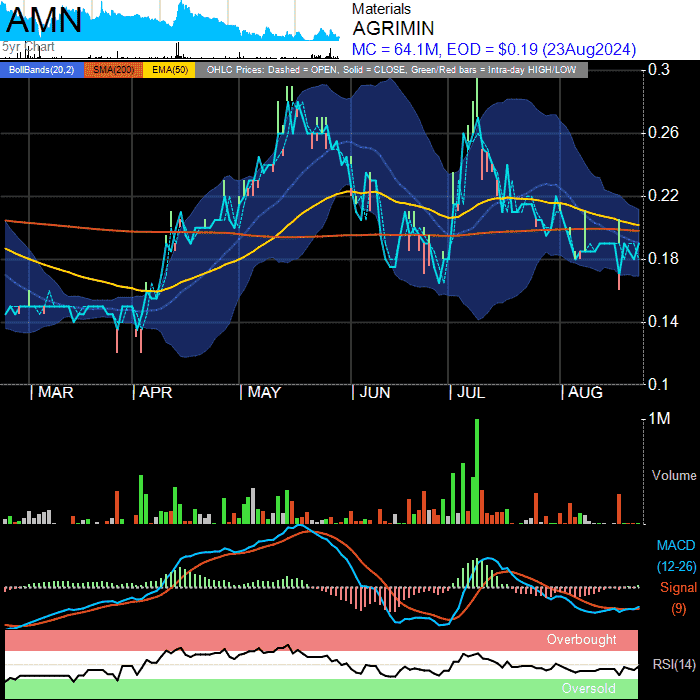 AMN
5yr Chart
Materials
AGRIMIN
MC = 64.1M, EOD = $0.19 (23Aug2024)
BollBands(20,2) SMA(200) EMA(50) OHLC Prices: Dashed = OPEN, Solid = CLOSE, Green/Red bars = Intra-day HIGH/LOW
0.3
0.26
0.22
0.18
0.14
0.1
| MAR | APR | MAY | JUN | JUL | AUG
1M
Volume
MACD
(12-26)
Signal
(9)
Overbought
RSI(14)
Oversold